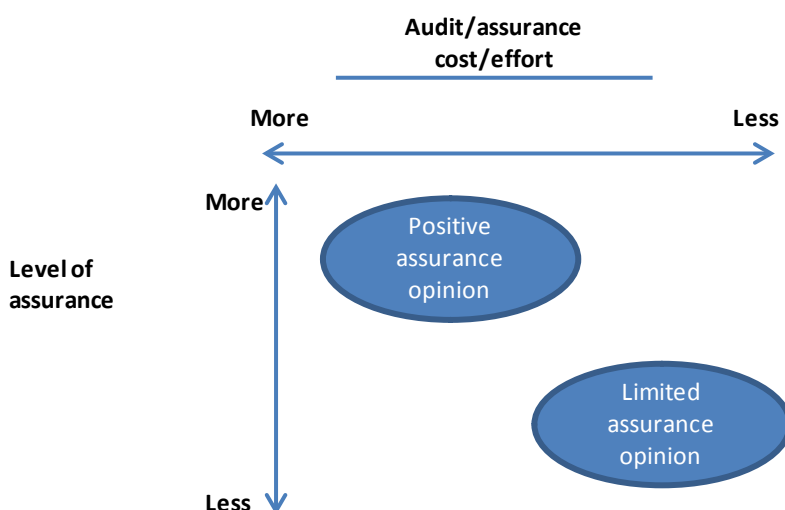 Audit/assurance
cost/effort
More
Less
More
Positive
assurance
opinion
Level of
assurance
Limited
assurance
opinion
Less